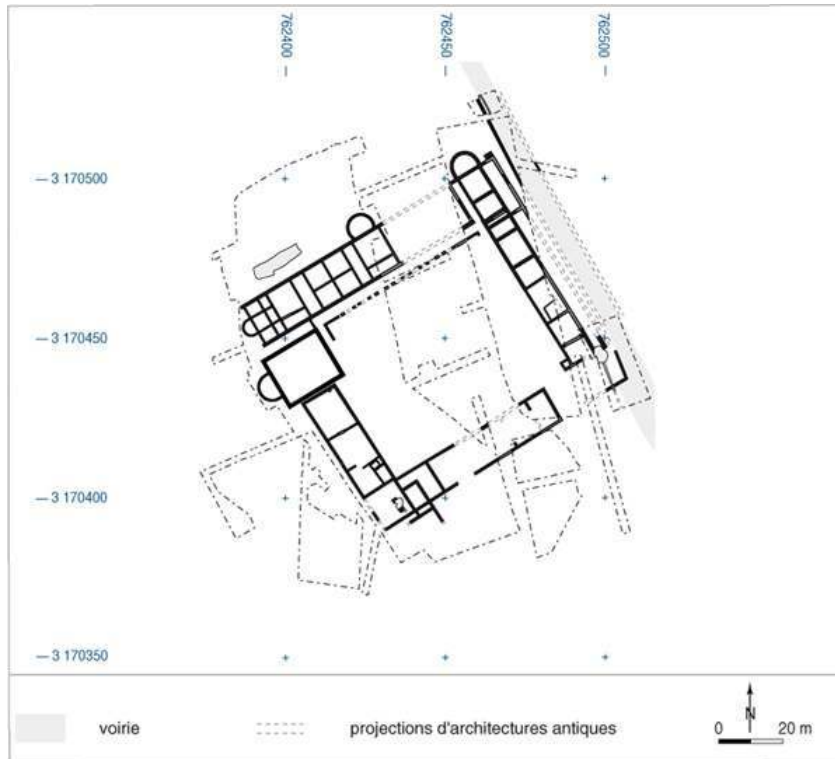 762400
762450
762500
3 170500
3 170450
3 170400
3 170350
voirie
projections d'architectures antiques
N
0 20 m